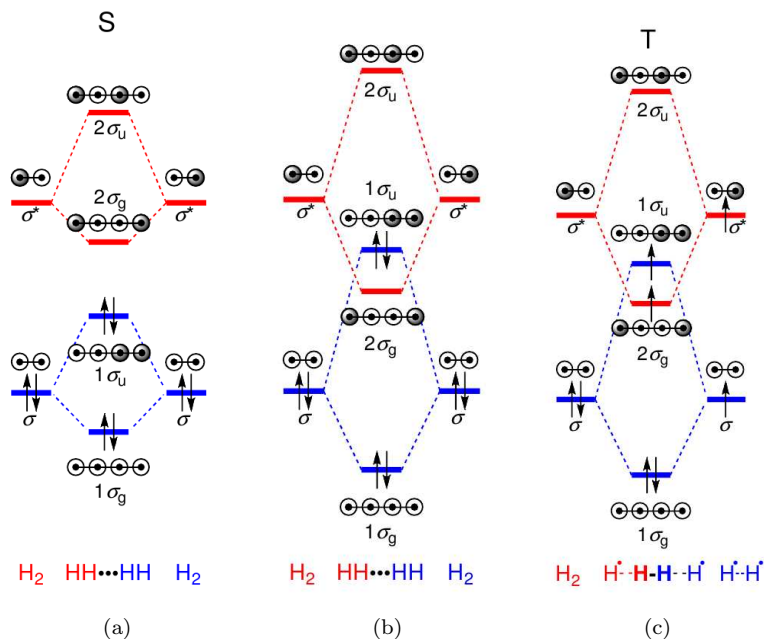 S
T
2σu
2σu
2σu
2σg
1σu
1σu
σ* σ*
σ* σ*
σ* σ*
1σu
2σg
2σg
σ σ
σ σ
σ σ
1σg
1σg
1σg
H2 HH•••HH H2
H2 HH•••HH H2
H2 H•--H-H--H• H•--H•
(a)
(b)
(c)